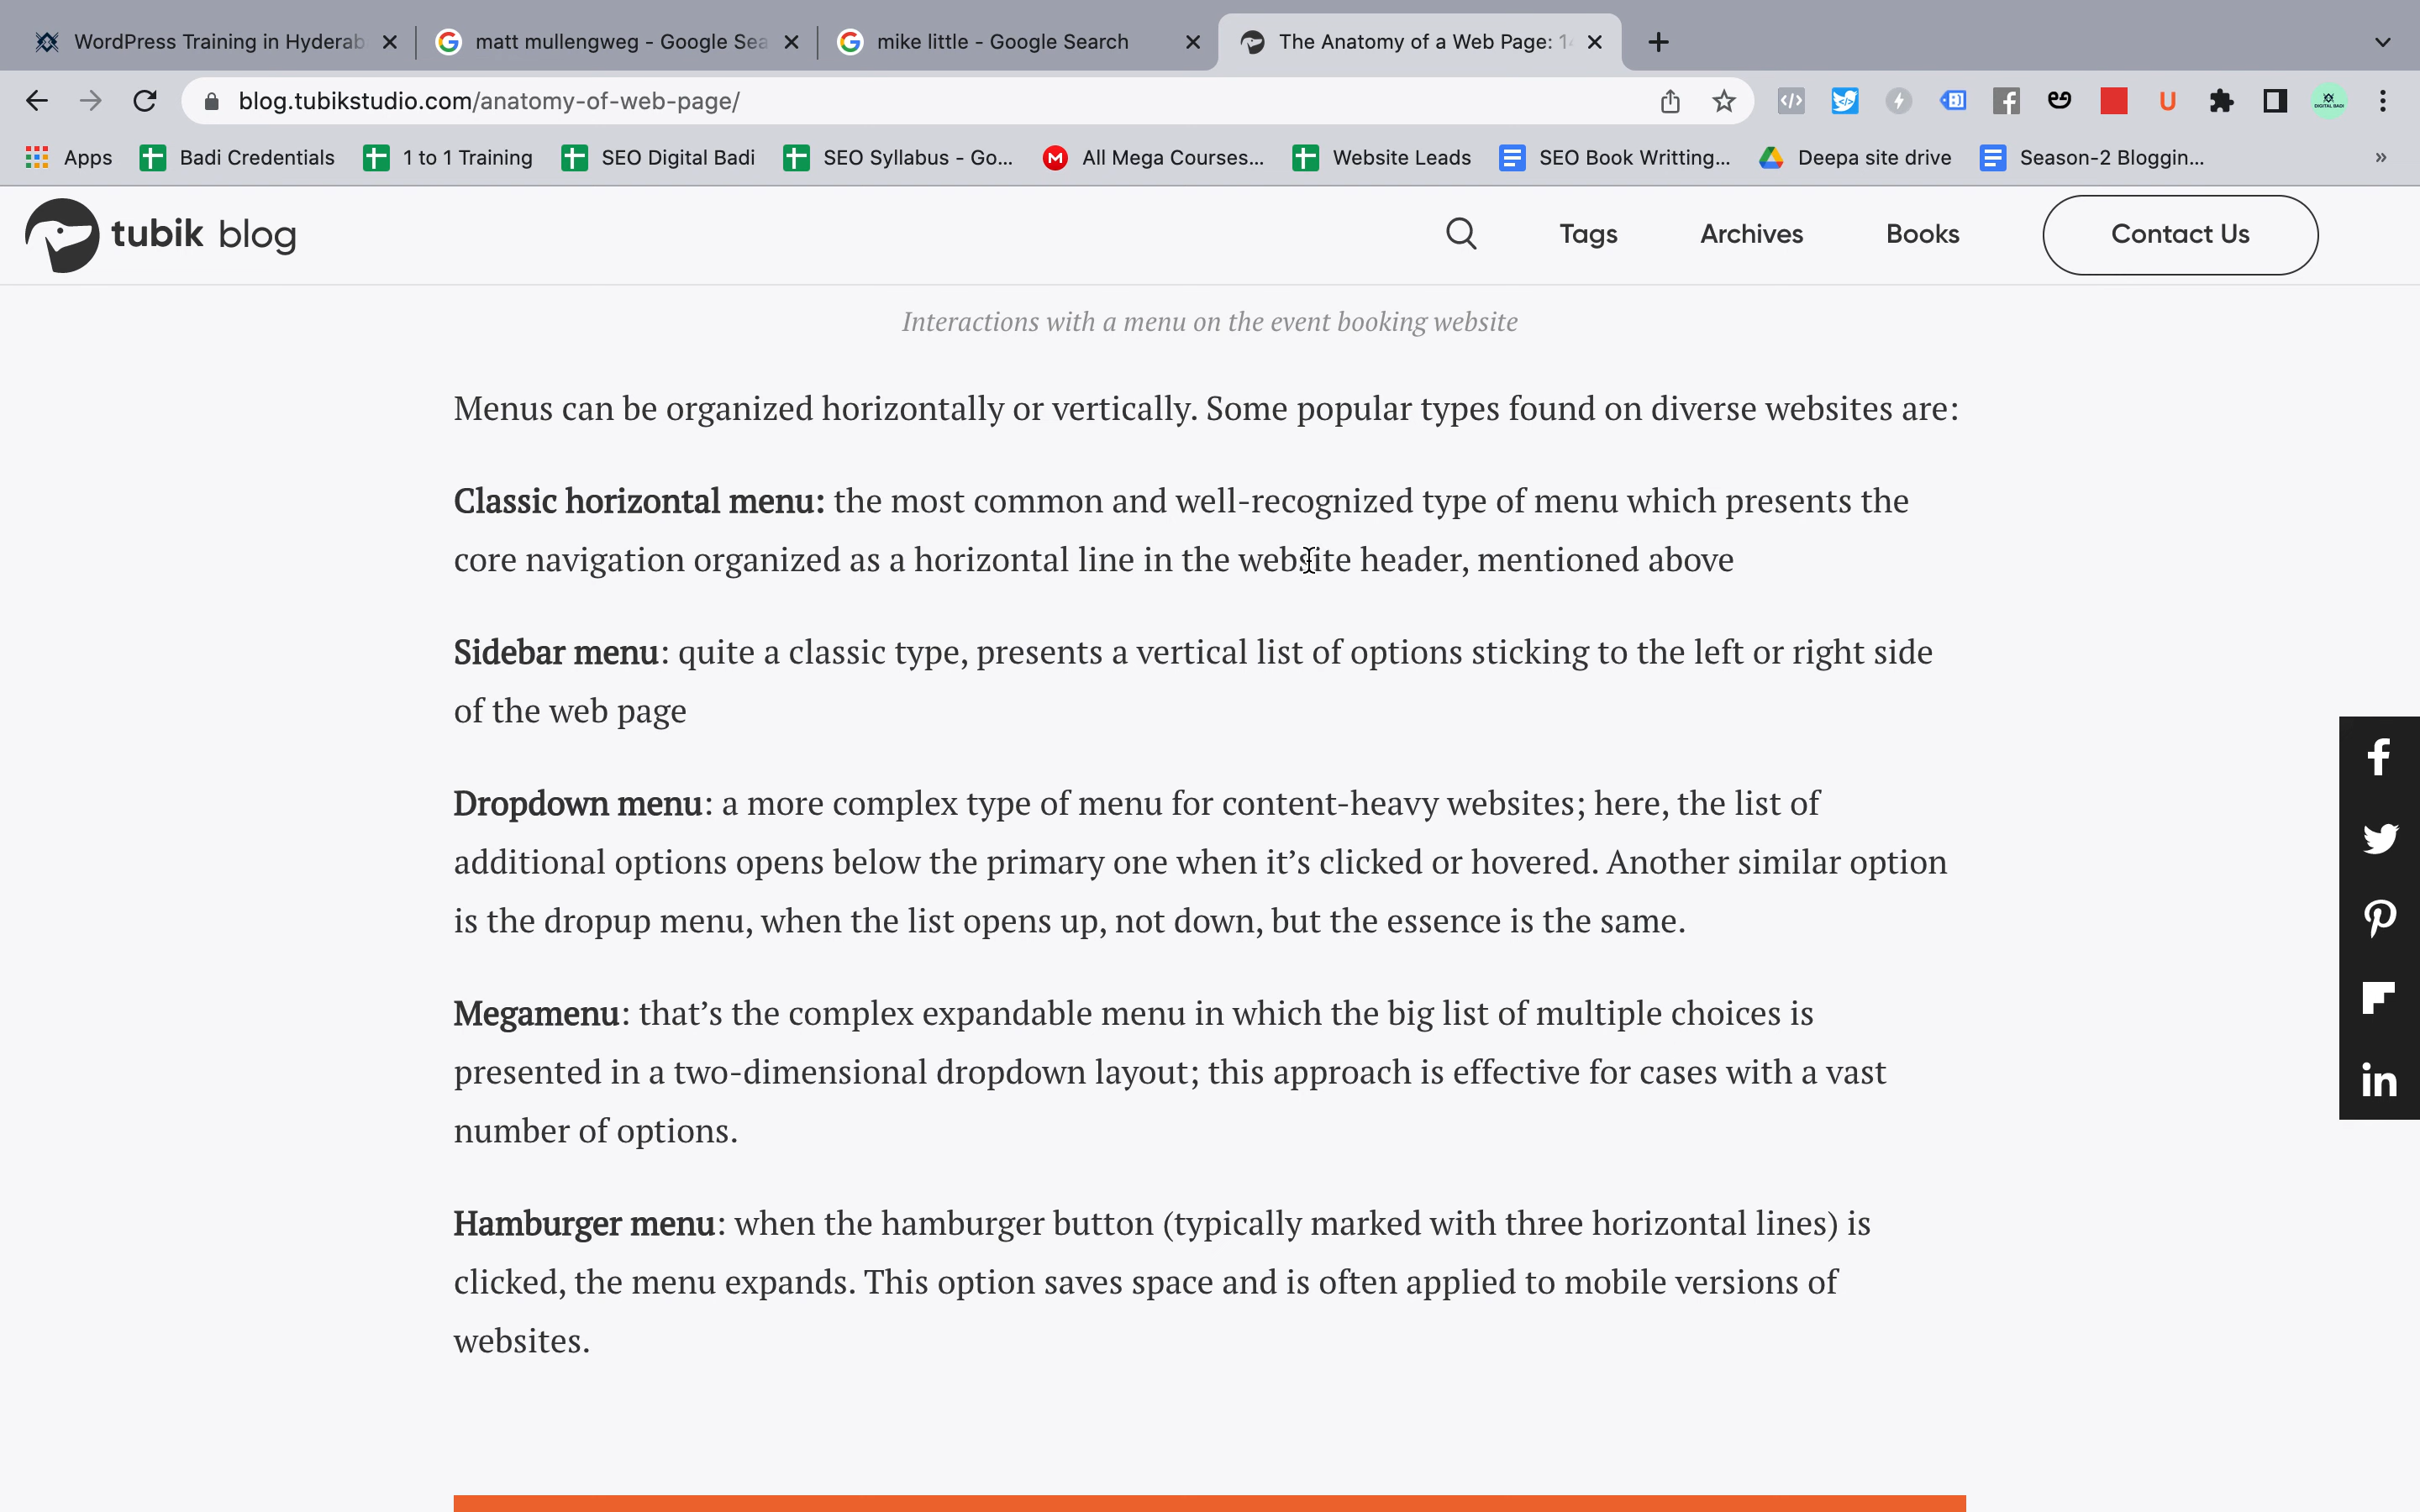 WordPress Training in Hyderab
matt mullengweg - Google Sea
mike little - Google Search
The Anatomy of a Web Page: 14
blog.tubikstudio.com/anatomy-of-web-page/
Apps
Badi Credentials
1 to 1 Training
SEO Digital Badi
SEO Syllabus - Go...
All Mega Courses...
Website Leads
SEO Book Writting...
Deepa site drive
Season-2 Bloggin...
»
tubik blog
Tags
Archives
Books
Contact Us
Interactions with a menu on the event booking website
Menus can be organized horizontally or vertically. Some popular types found on diverse websites are:
Classic horizontal menu: the most common and well-recognized type of menu which presents the
core navigation organized as a horizontal line in the website header, mentioned above
Sidebar menu: quite a classic type, presents a vertical list of options sticking to the left or right side
of the web page
Dropdown menu: a more complex type of menu for content-heavy websites; here, the list of
additional options opens below the primary one when it’s clicked or hovered. Another similar option
is the dropup menu, when the list opens up, not down, but the essence is the same.
Megamenu: that’s the complex expandable menu in which the big list of multiple choices is
presented in a two-dimensional dropdown layout; this approach is effective for cases with a vast
number of options.
Hamburger menu: when the hamburger button (typically marked with three horizontal lines) is
clicked, the menu expands. This option saves space and is often applied to mobile versions of
websites.